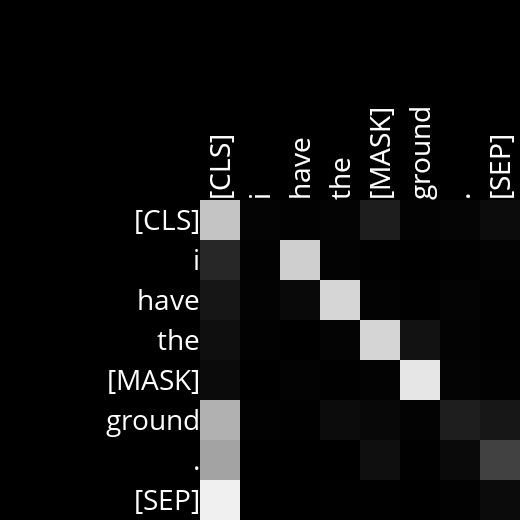 [CLS] i have the [MASK] ground . [SEP]
[CLS]
i
have
the
[MASK]
ground
.
[SEP]